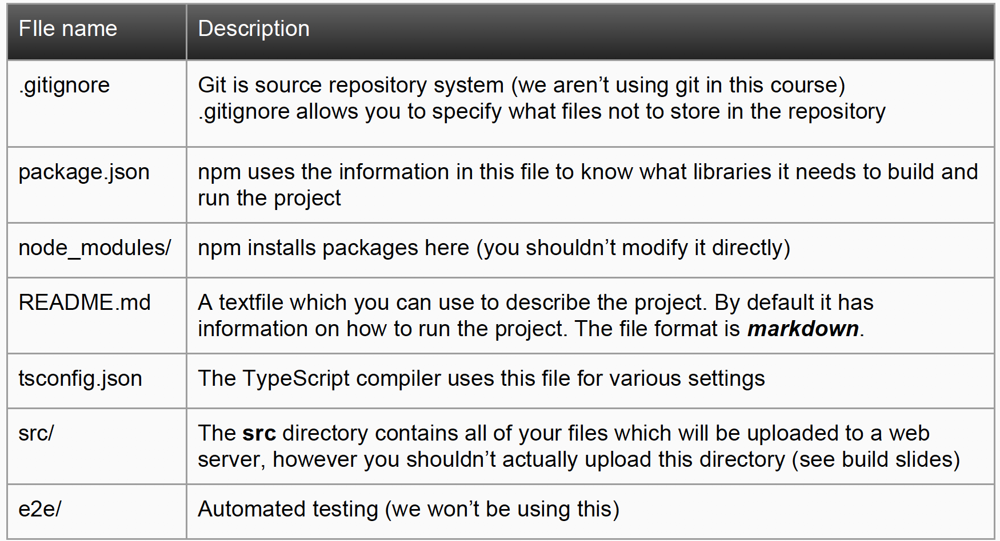 FIle name
Description
.gitignore
Git is source repository system (we aren’t using git in this course)
.gitignore allows you to specify what files not to store in the repository
package.json
npm uses the information in this file to know what libraries it needs to build and
run the project
node_modules/
npm installs packages here (you shouldn’t modify it directly)
README.md
A textfile which you can use to describe the project. By default it has
information on how to run the project. The file format is markdown.
tsconfig.json
The TypeScript compiler uses this file for various settings
src/
The src directory contains all of your files which will be uploaded to a web
server, however you shouldn’t actually upload this directory (see build slides)
e2e/
Automated testing (we won’t be using this)